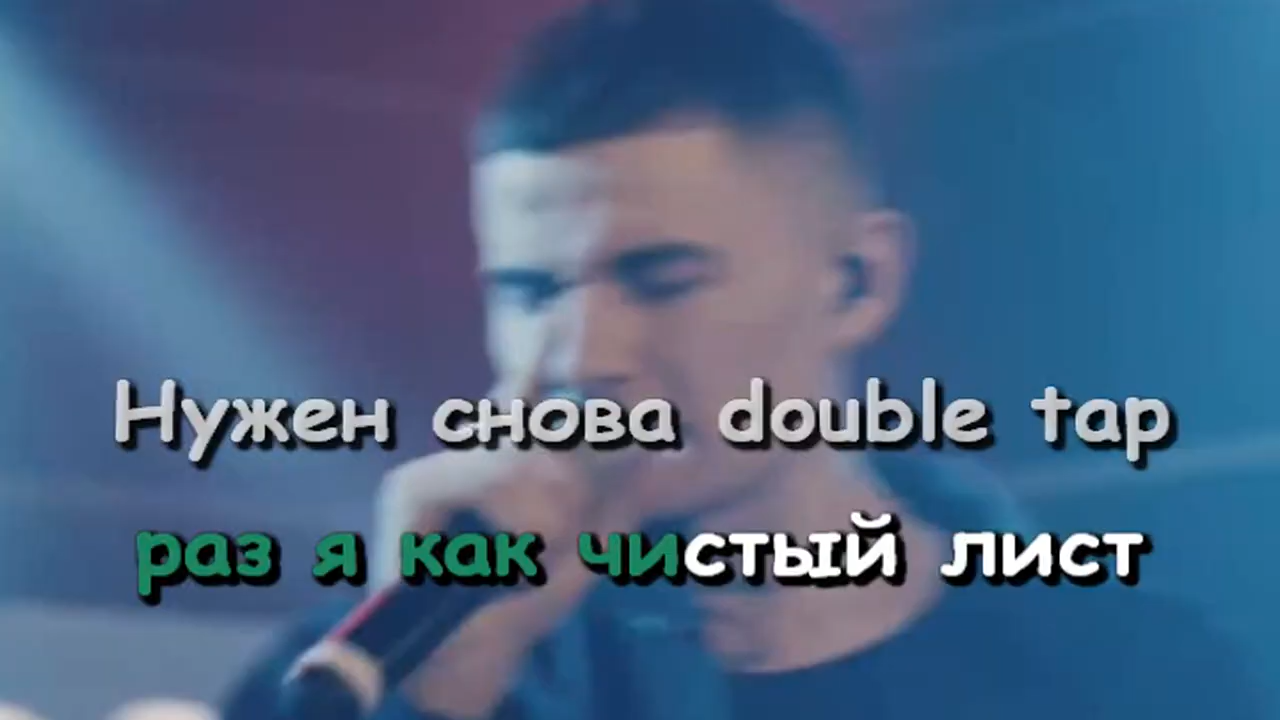 Нужен снова double tap
раз я как чистый лист